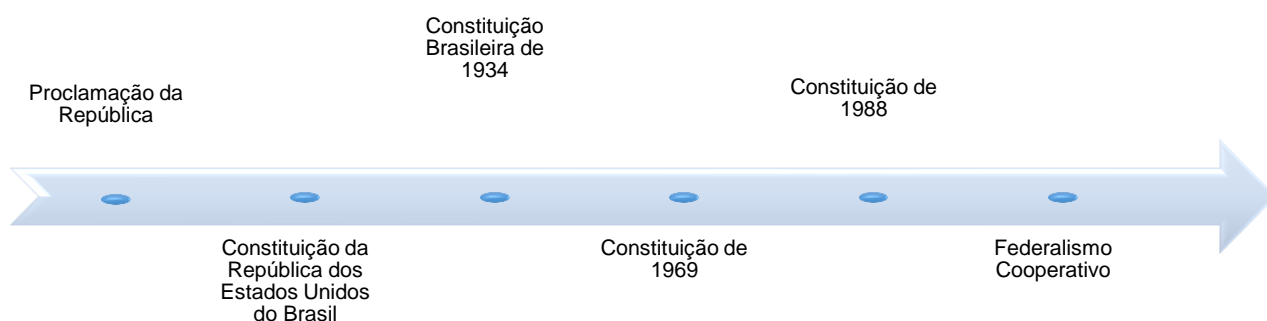 Proclamação da
República
Constituição da
República dos
Estados Unidos
do Brasil
Constituição
Brasileira de
1934
Constituição de
1969
Constituição de
1988
Federalismo
Cooperativo